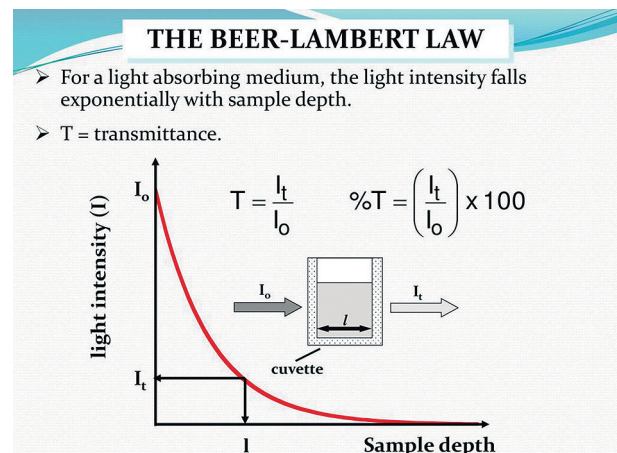 THE BEER-LAMBERT LAW
➢ For a light absorbing medium, the light intensity falls
exponentially with sample depth.
➢ T = transmittance.
light intensity (I)
Io
T = It/Io
%T = (It/Io) x 100
Io
It
l
cuvette
It
l
Sample depth